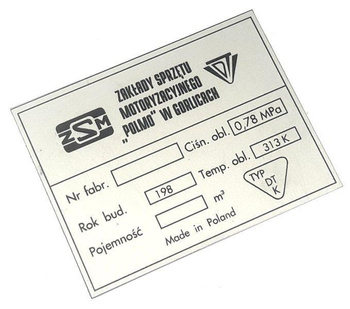 ZSM
ZAKŁADY SPRZĘTU
MOTORYZACYJNEGO
„POLMO" W GORLICACH
DT
Nr fabr. Ciśn. obl. 0,78 MPa
Rok bud. 198 Temp. obl. 313 K
Pojemność m³
TYP
DT
K
Made in Poland